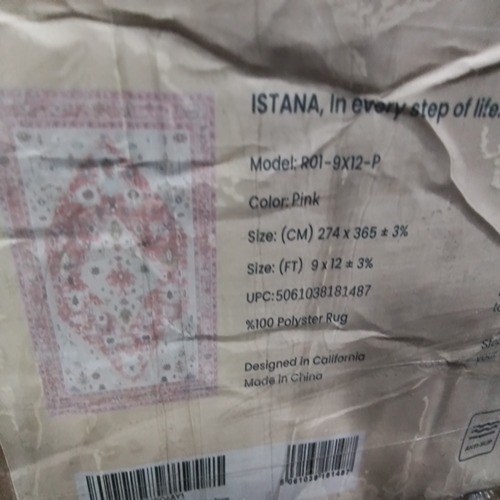 ISTANA, In every step of life.
Model: R01-9X12-P
Color: Pink
Size: (CM) 274 x 365 ± 3%
Size: (FT) 9 x 12 ± 3%
UPC:5061038181487
%100 Polyster Rug
Designed in California
Made in China
5061038181487